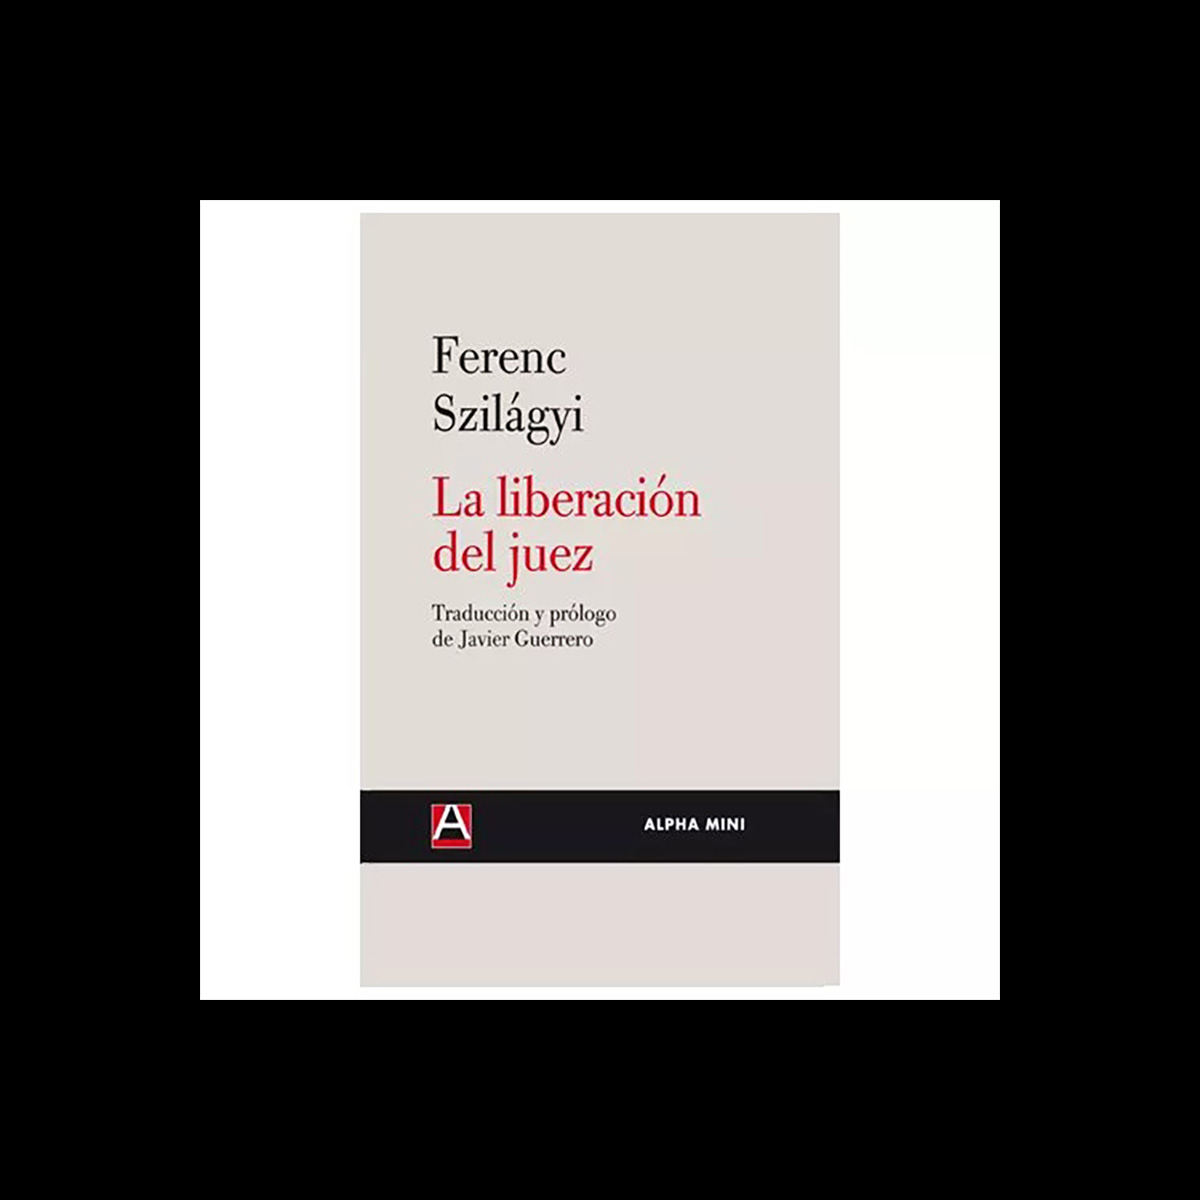 Ferenc
Szilágyi
La liberación
del juez
Traducción y prólogo
de Javier Guerrero
A
ALPHA MINI